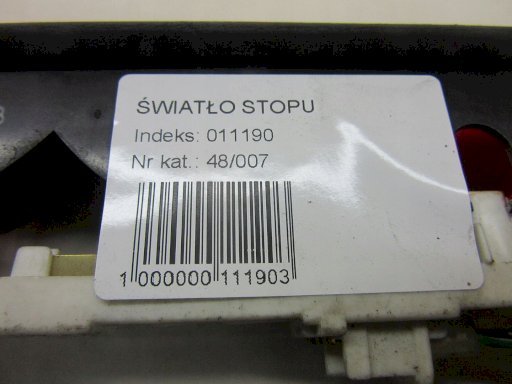 ŚWIATŁO STOPU
Indeks: 011190
Nr kat.: 48/007
1 000000 111903